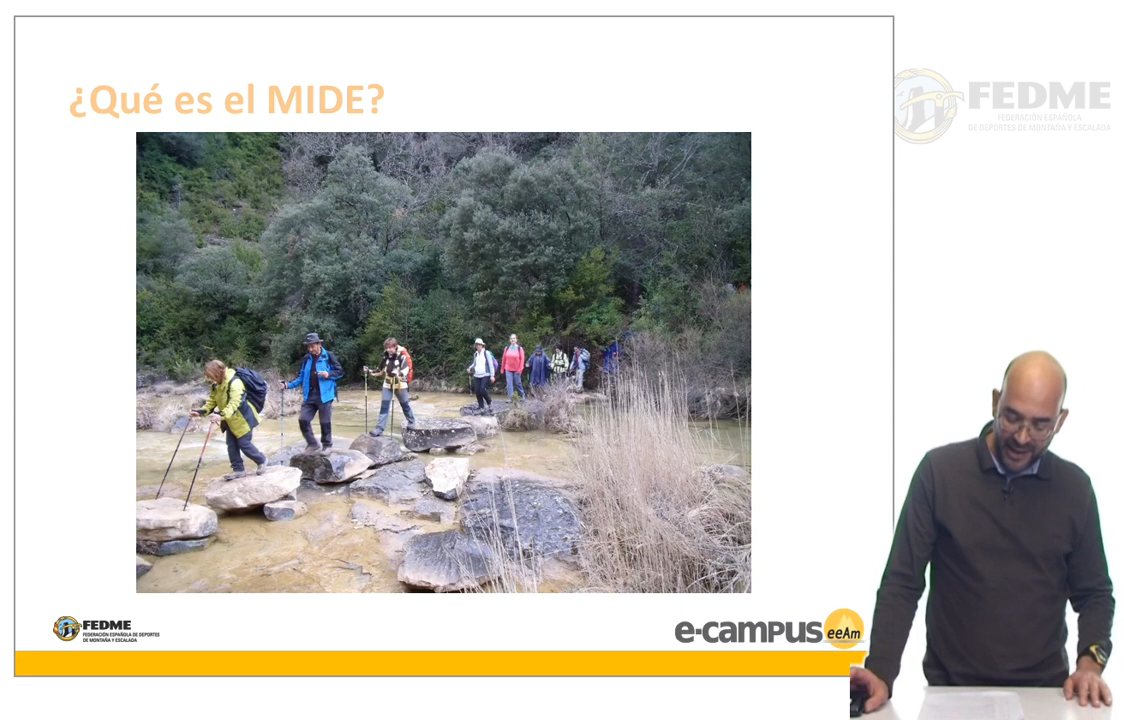 ¿Qué es el MIDE?
FEDME
FEDERACIÓN ESPAÑOLA
DE DEPORTES DE MONTAÑA Y ESCALADA
FEDME
FEDERACIÓN ESPAÑOLA DE DEPORTES
DE MONTAÑA Y ESCALADA
e-campus eeAm